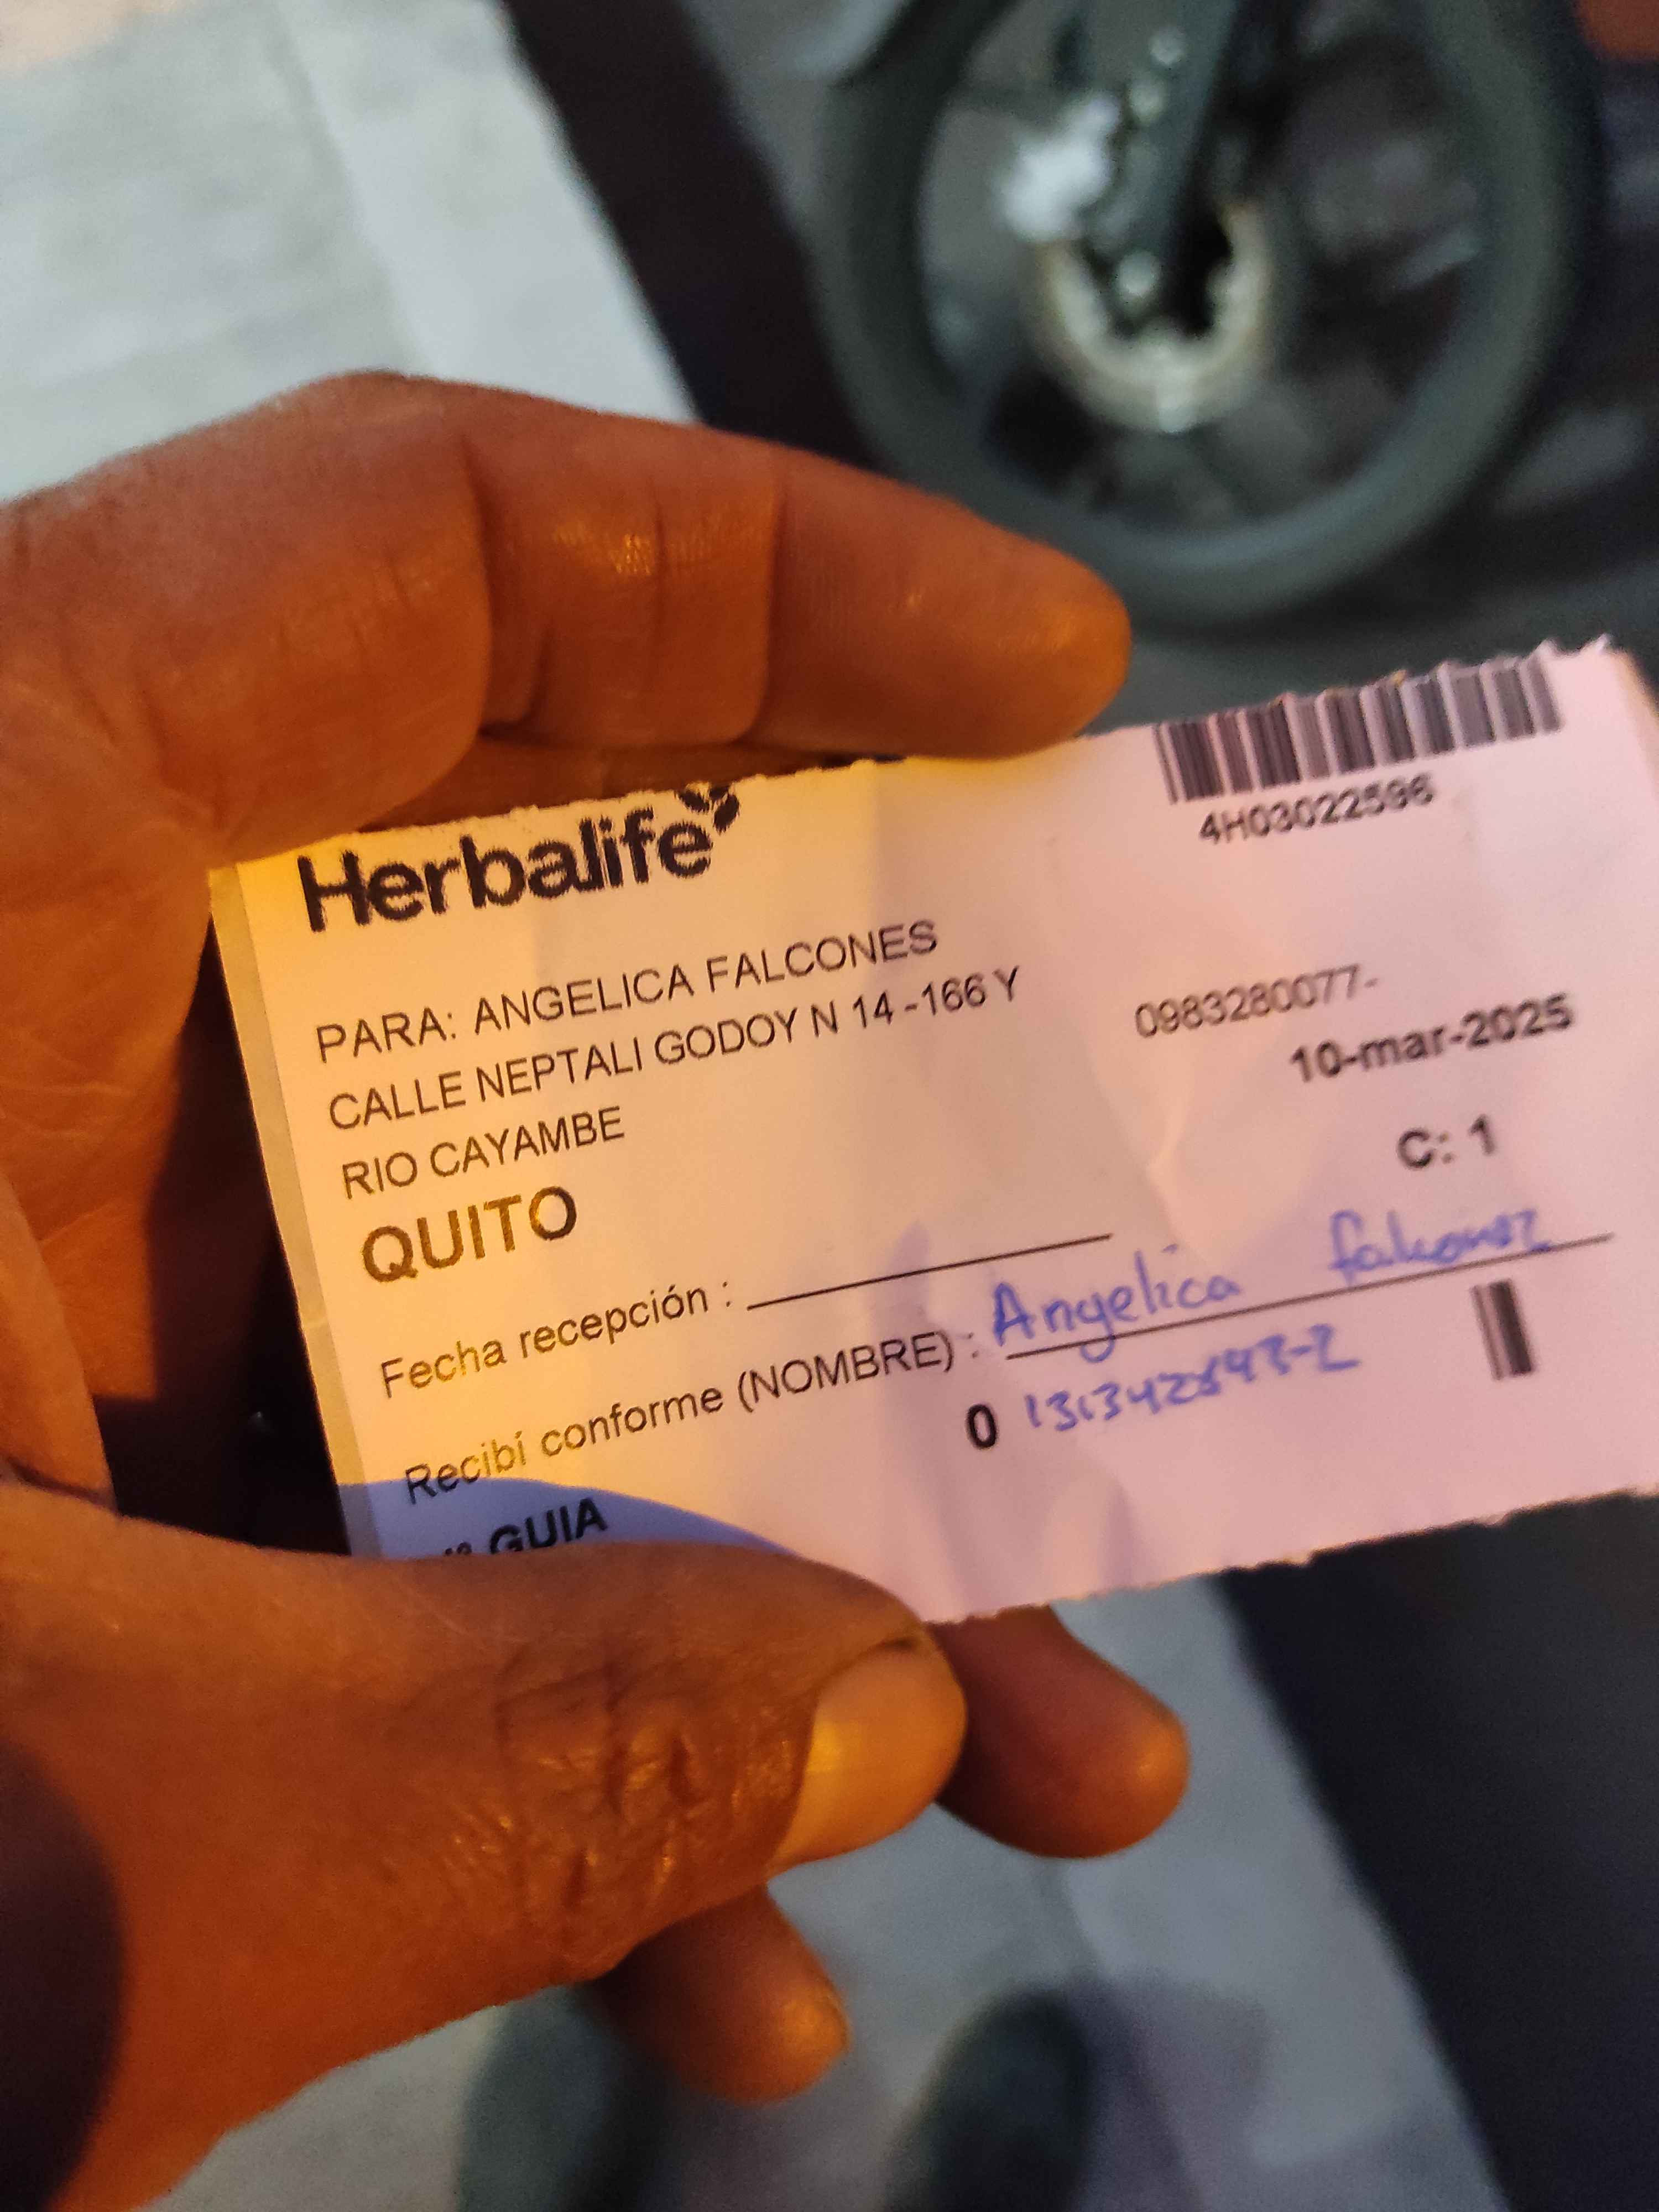 Herbalife
4H03022596
PARA: ANGELICA FALCONES
0983280077-
CALLE NEPTALI GODOY N 14 -166 Y
10-mar-2025
RIO CAYAMBE
C: 1
QUITO
Fecha recepción :
Recibí conforme (NOMBRE) : Angelica falconez
0
GUIA